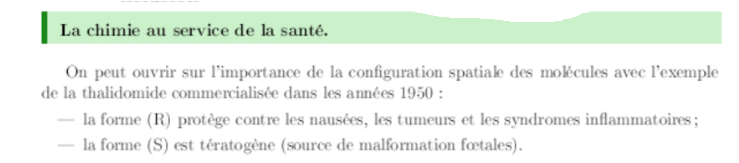 La chimie au service de la santé.
On peut ouvrir sur l'importance de la configuration spatiale des molécules avec l'exemple
de la thalidomide commercialisée dans les années 1950 :
— la forme (R) protège contre les nausées, les tumeurs et les syndromes inflammatoires ;
— la forme (S) est tératogène (source de malformation fœtales).